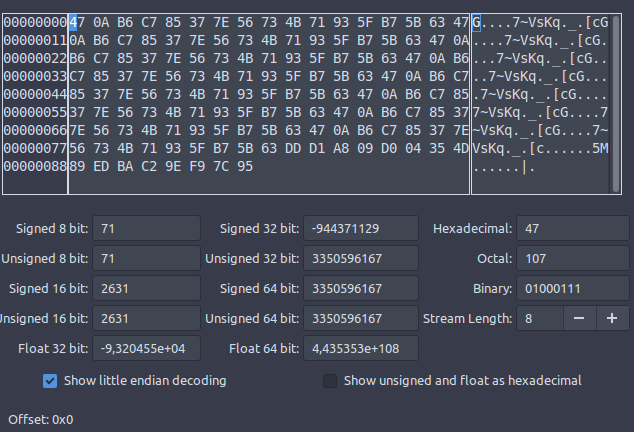 00000000 47 0A B6 C7 85 37 7E 56 73 4B 71 93 5F B7 5B 63 47 G....7~VsKq._.[cG
00000011 0A B6 C7 85 37 7E 56 73 4B 71 93 5F B7 5B 63 47 0A ....7~VsKq._.[cG.
00000022 B6 C7 85 37 7E 56 73 4B 71 93 5F B7 5B 63 47 0A B6 ...7~VsKq._.[cG..
00000033 C7 85 37 7E 56 73 4B 71 93 5F B7 5B 63 47 0A B6 C7 ..7~VsKq._.[cG...
00000044 85 37 7E 56 73 4B 71 93 5F B7 5B 63 47 0A B6 C7 85 .7~VsKq._.[cG....
00000055 37 7E 56 73 4B 71 93 5F B7 5B 63 47 0A B6 C7 85 37 7~VsKq._.[cG....7
00000066 7E 56 73 4B 71 93 5F B7 5B 63 47 0A B6 C7 85 37 7E ~VsKq._.[cG....7~
00000077 56 73 4B 71 93 5F B7 5B 63 DD D1 A8 09 D0 04 35 4D VsKq._.[c......5M
00000088 89 ED BA C2 9E F9 7C 95 ......|.
Signed 8 bit: 71 Signed 32 bit: -944371129 Hexadecimal: 47
Unsigned 8 bit: 71 Unsigned 32 bit: 3350596167 Octal: 107
Signed 16 bit: 2631 Signed 64 bit: 3350596167 Binary: 01000111
Unsigned 16 bit: 2631 Unsigned 64 bit: 3350596167 Stream Length: 8 − +
Float 32 bit: -9,320455e+04 Float 64 bit: 4,435353e+108
Show little endian decoding Show unsigned and float as hexadecimal
Offset: 0x0